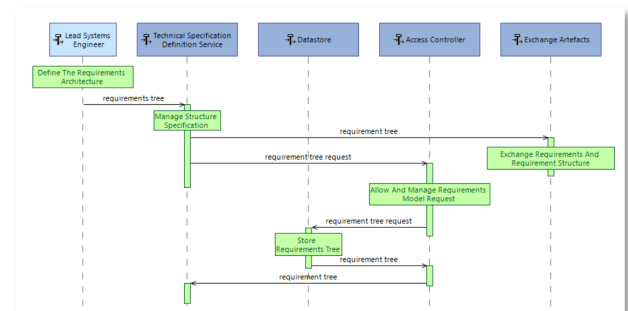 Lead Systems
Engineer
Technical Specification
Definition Service
Datastore
Access Controller
Exchange Artefacts
Define The Requirements
Architecture
requirements tree
Manage Structure
Specification
requirement tree
Exchange Requirements And
Requirement Structure
requirement tree request
Allow And Manage Requirements
Model Request
requirement tree request
Store
Requirements Tree
requirement tree
requirement tree